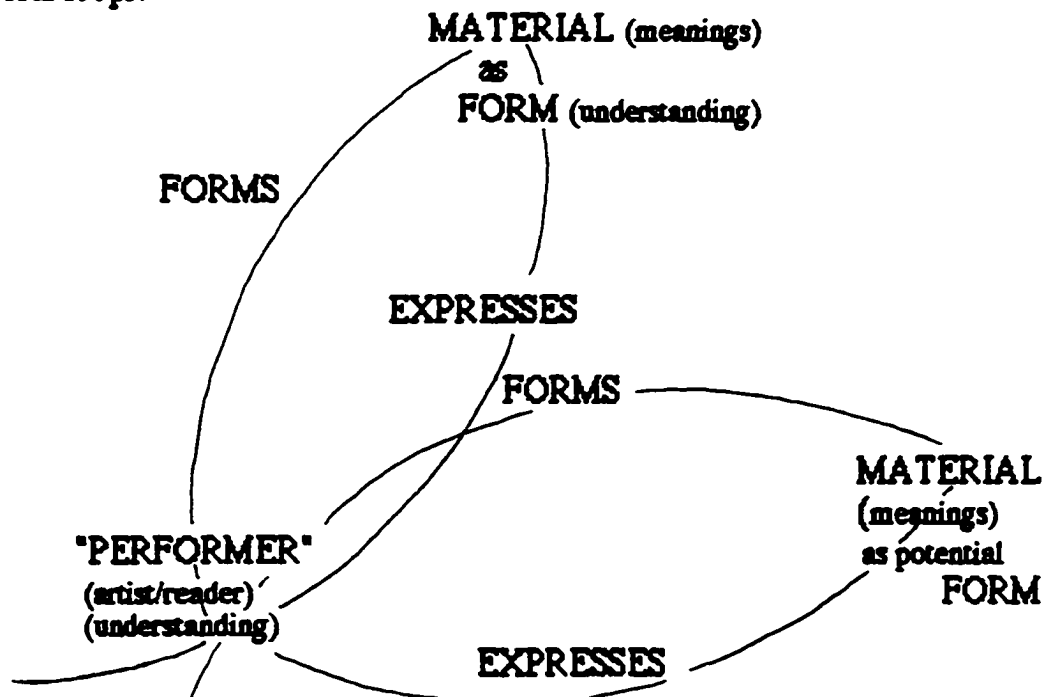 MATERIAL (meanings)
as
FORM (understanding)
FORMS
EXPRESSES
FORMS
MATERIAL
(meanings)
as potential
FORM
"PERFORMER"
(artist/reader)
(understanding)
EXPRESSES